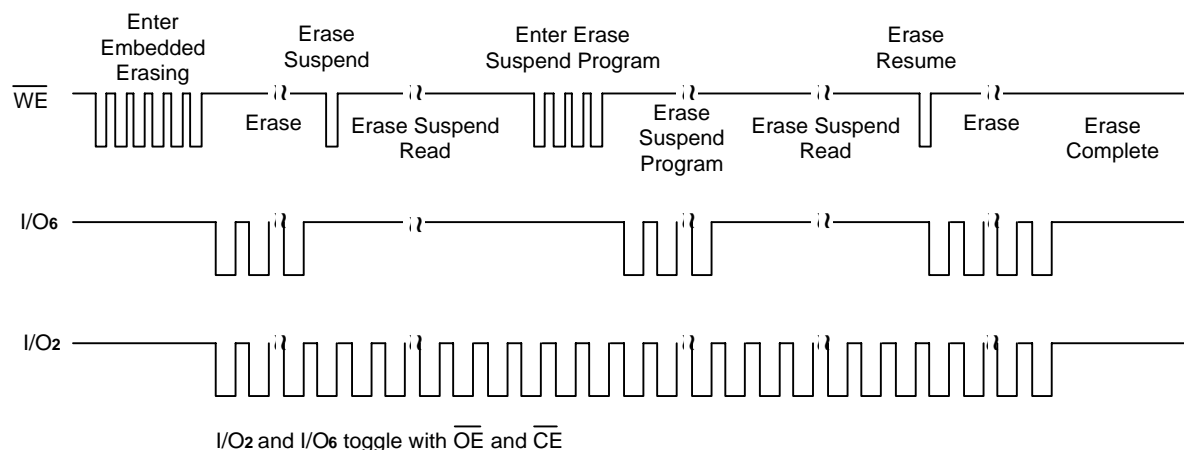 Enter
Embedded
Erasing
Erase
Suspend
Enter Erase
Suspend Program
Erase
Resume
WE
Erase
Erase Suspend
Read
Erase
Suspend
Program
Erase Suspend
Read
Erase
Erase
Complete
I/O6
I/O2
I/O2 and I/O6 toggle with OE and CE